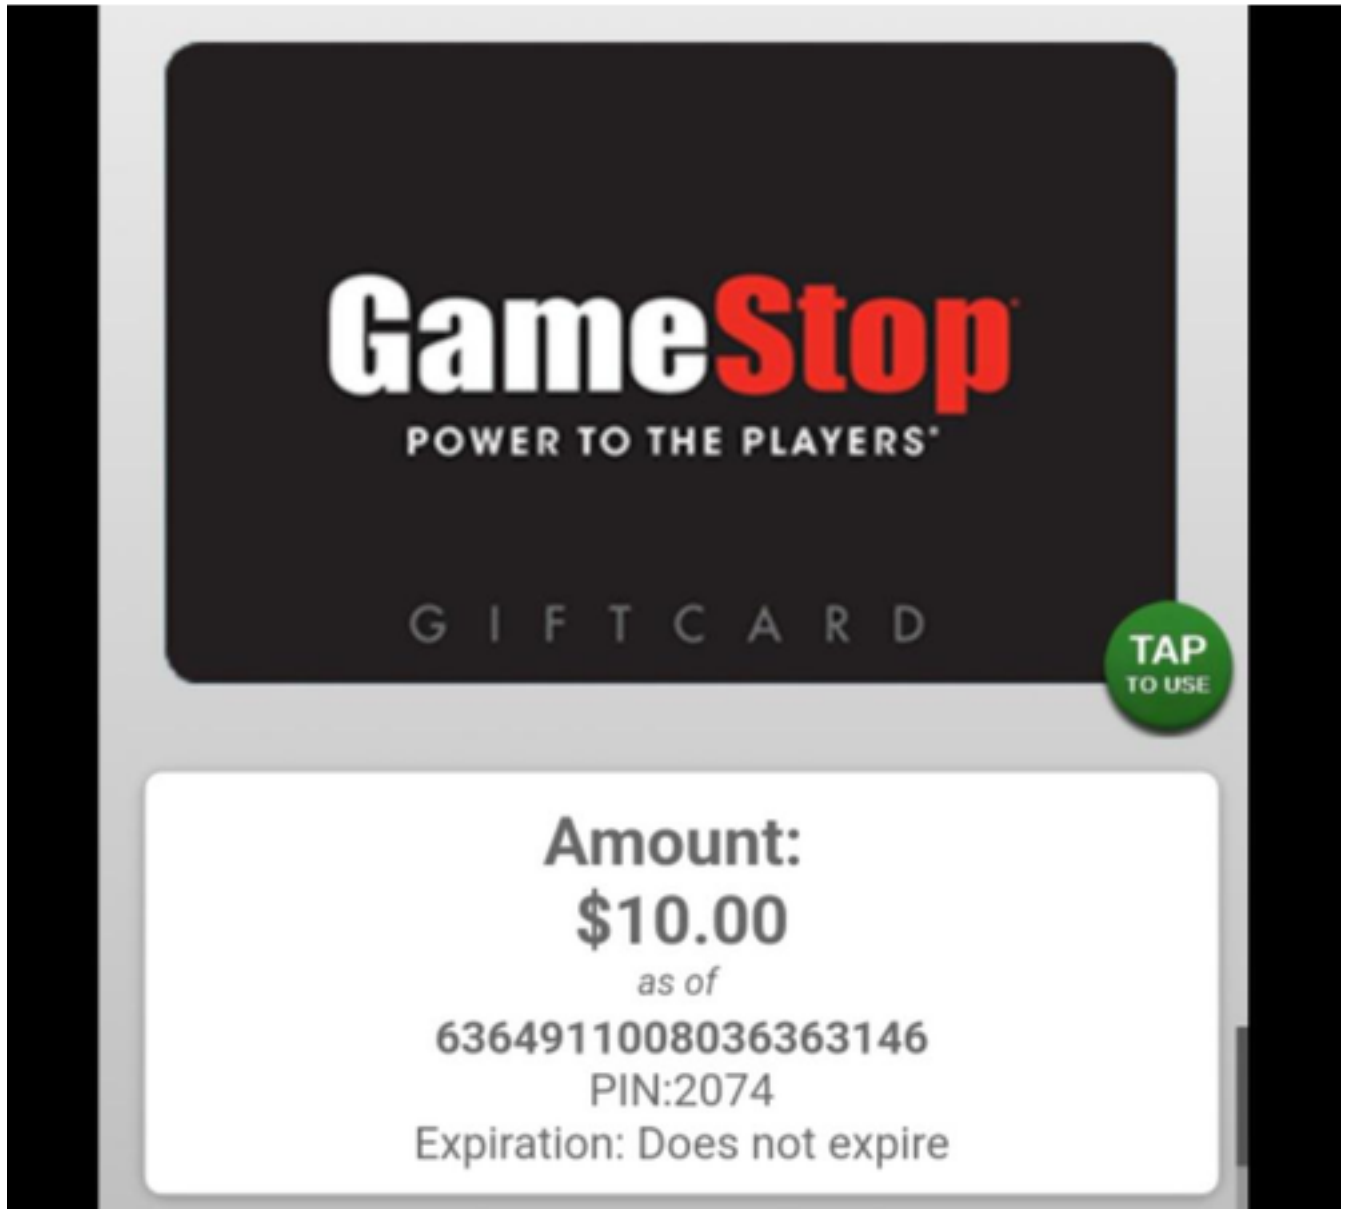 GameStop
POWER TO THE PLAYERS
GIFTCARD
TAP
TO USE
Amount:
$10.00
as of
6364911008036363146
PIN:2074
Expiration: Does not expire